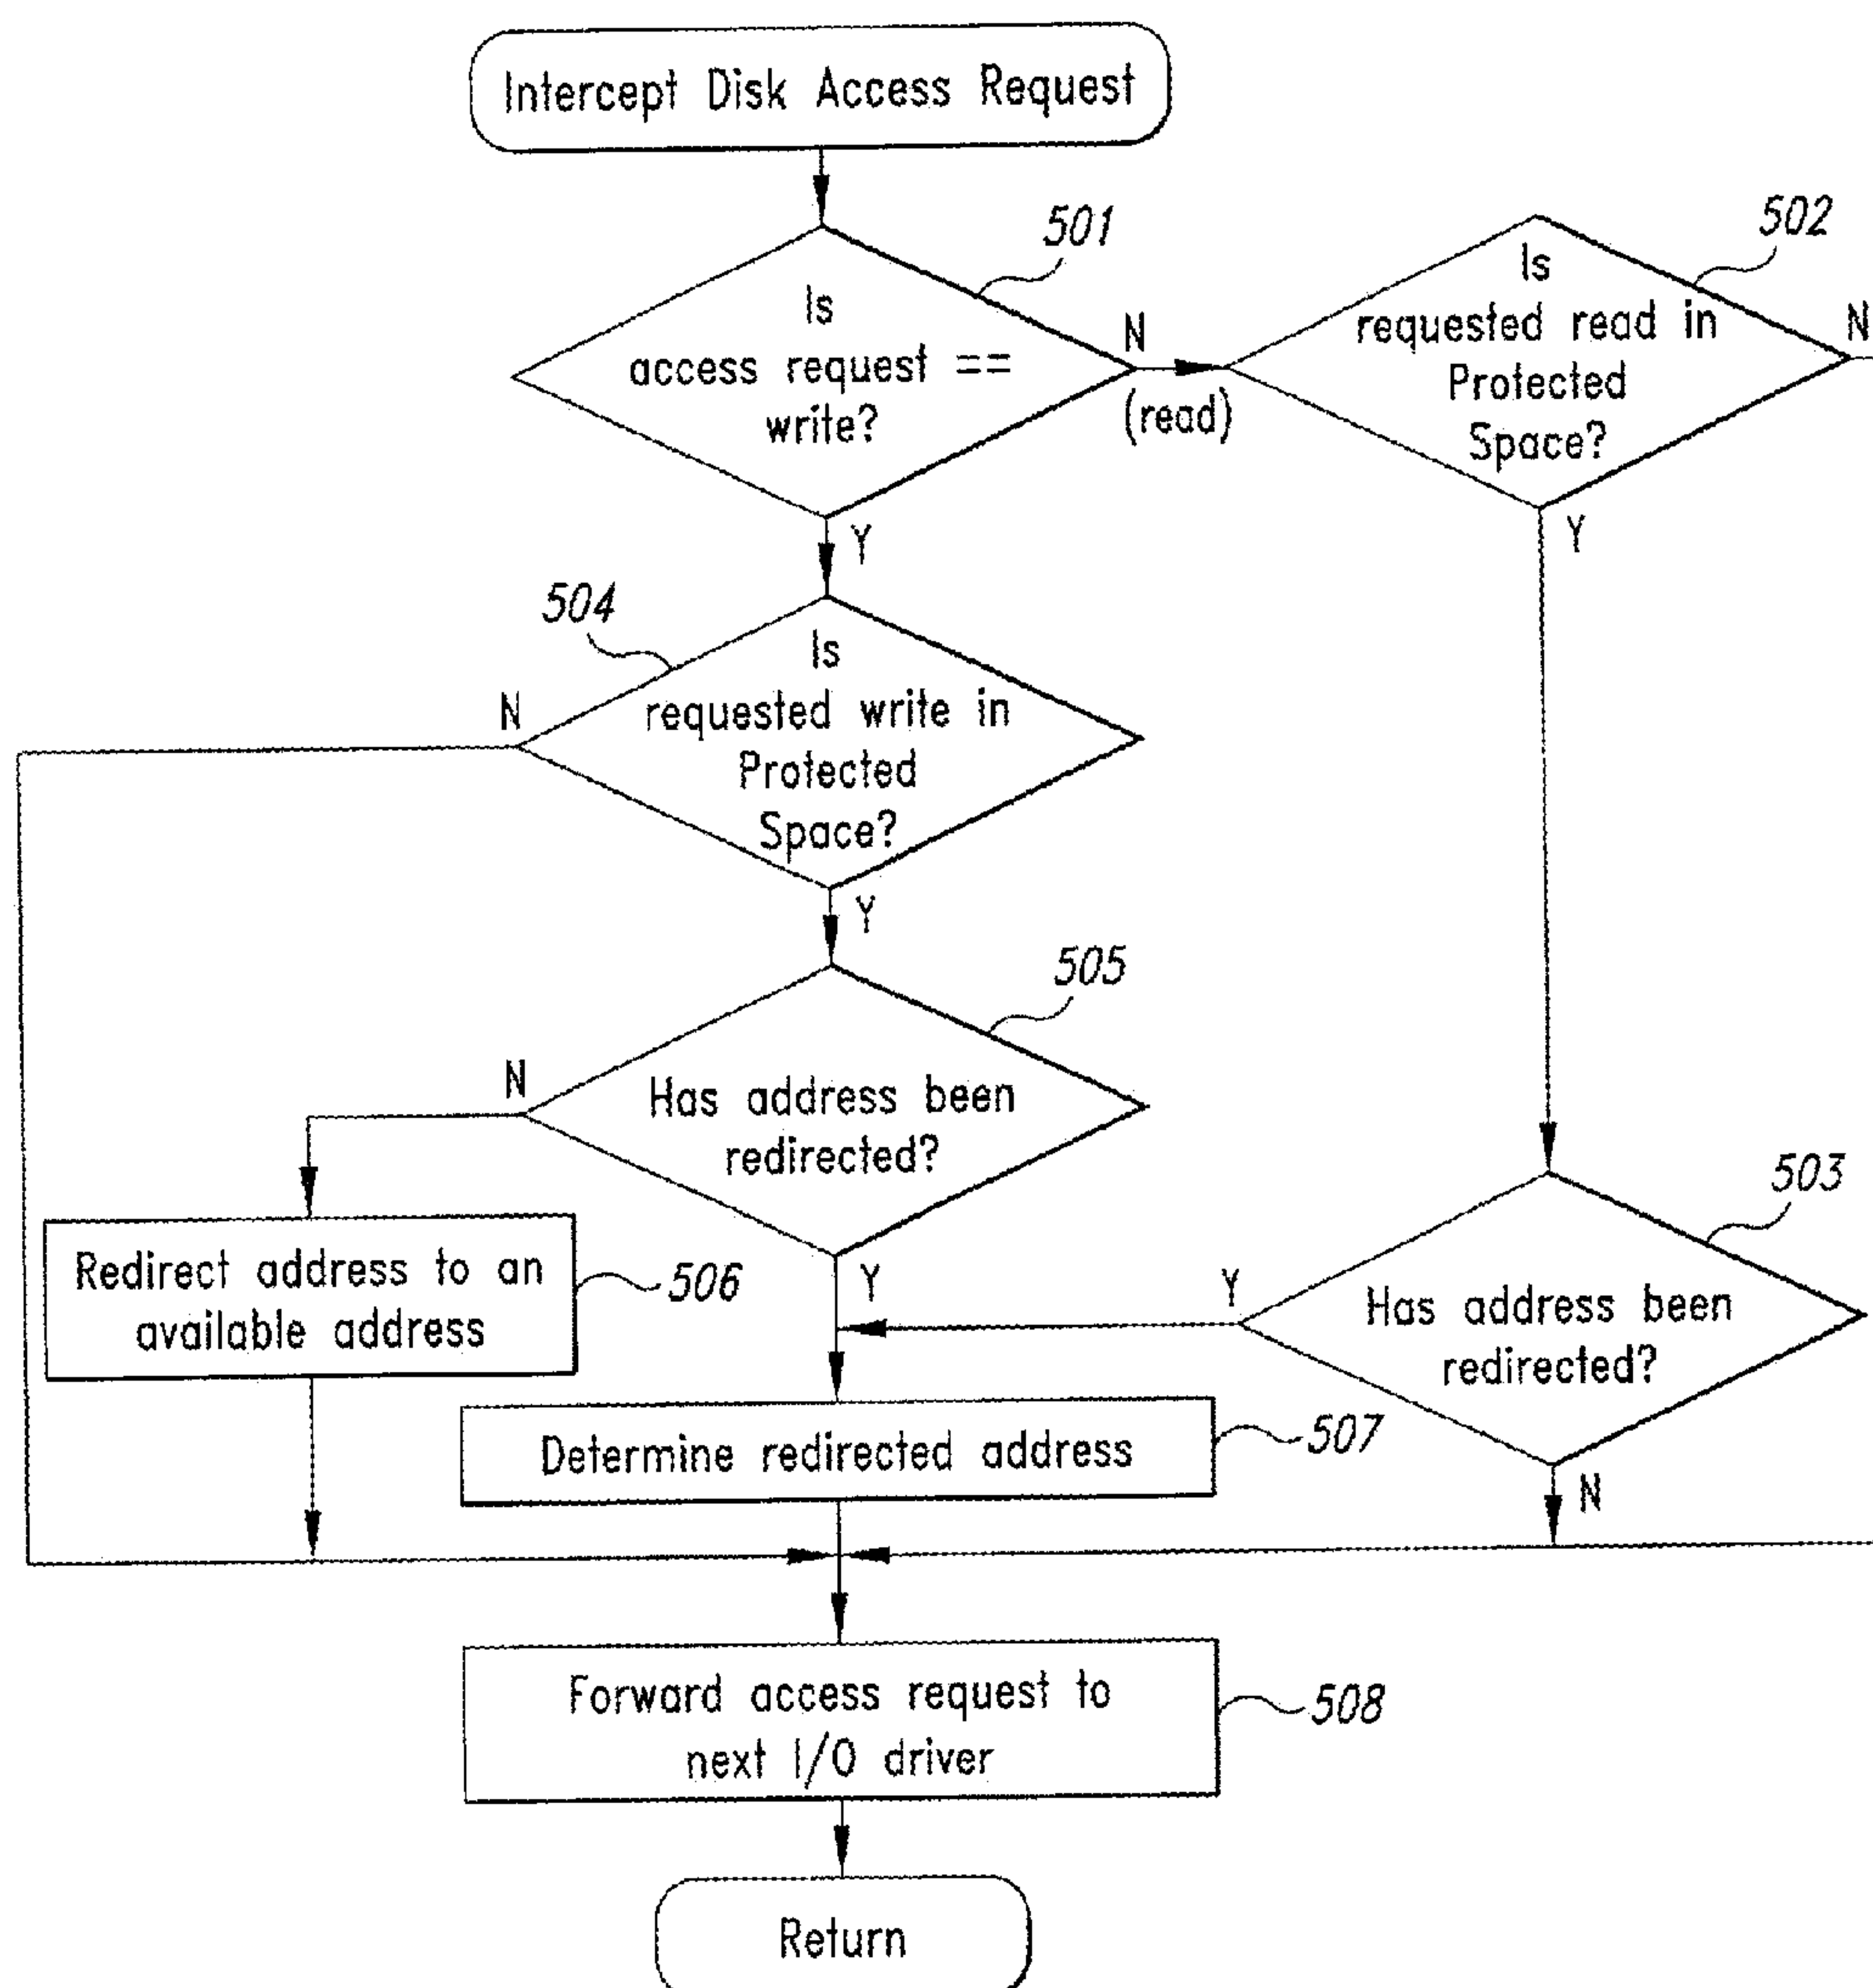 Intercept Disk Access Request
501
Is
access request ==
write?
N
(read)
Y
502
Is
requested read in
Protected
Space?
N
Y
504
Is
requested write in
Protected
Space?
N
Y
505
Has address been
redirected?
N
Y
503
Has address been
redirected?
Y
N
Redirect address to an
available address
506
Determine redirected address
507
Forward access request to
next I/O driver
508
Return